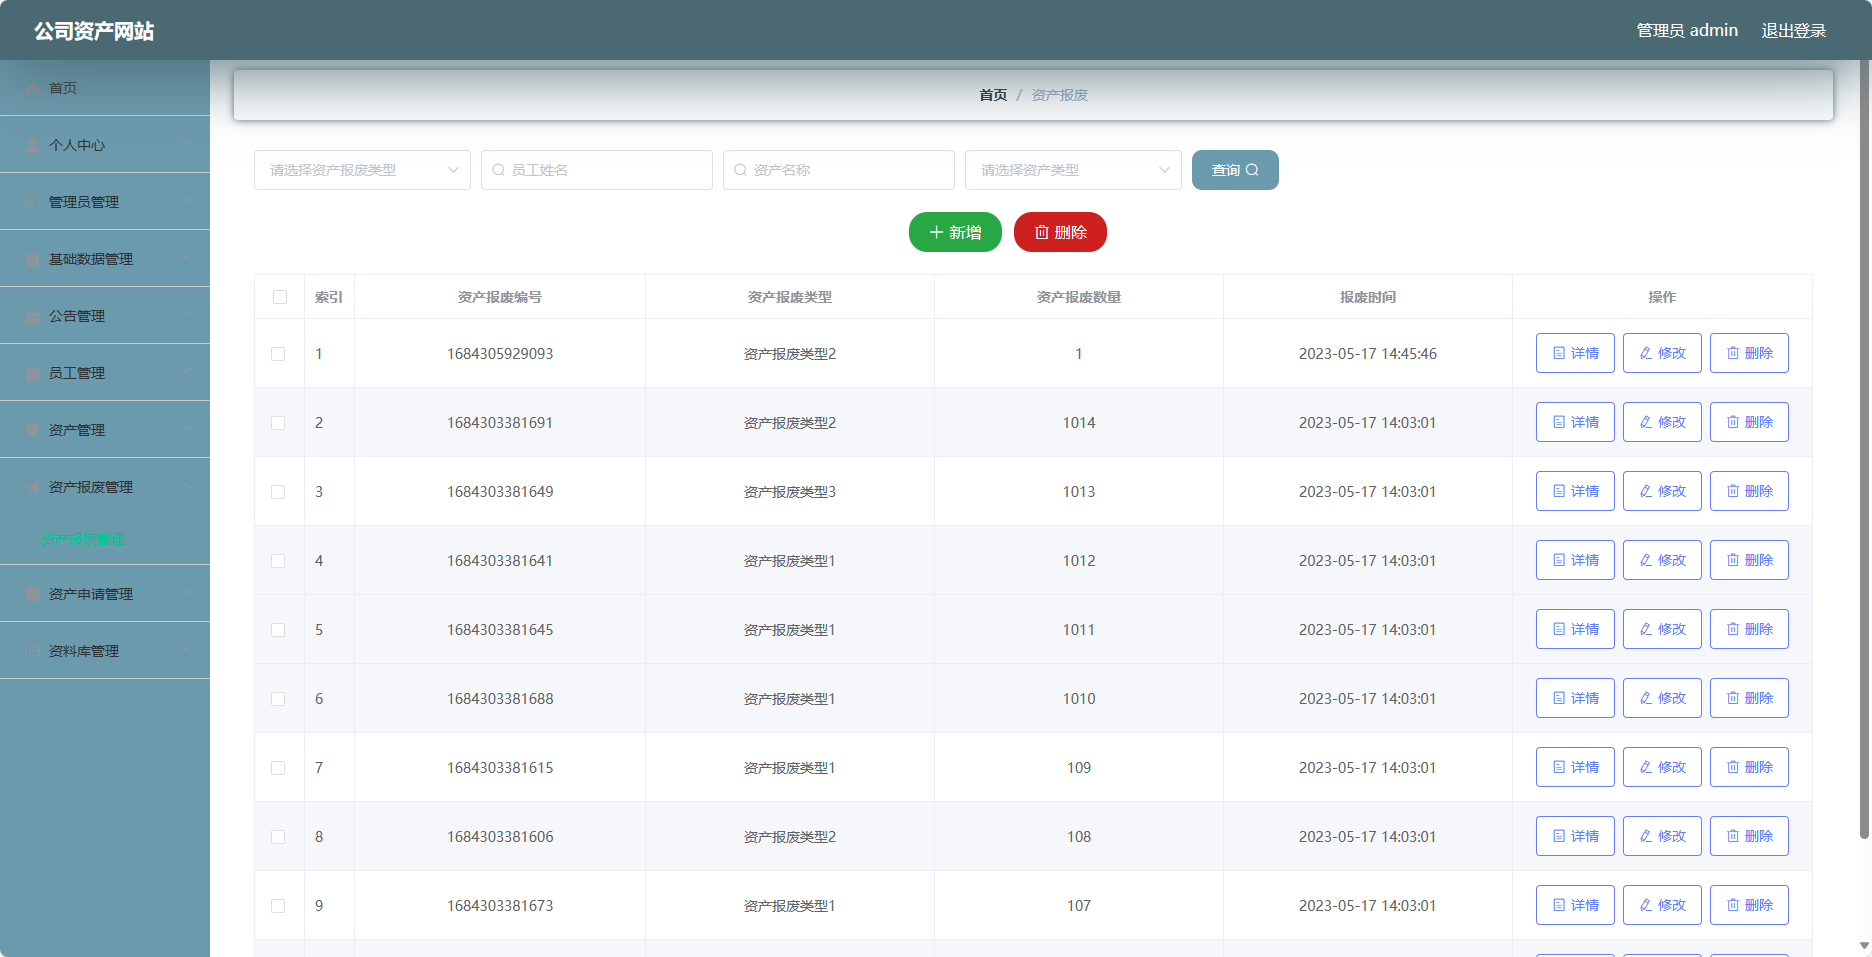 公司资产网站
管理员 admin 退出登录
首页
个人中心
管理员管理
基础数据管理
公告管理
员工管理
资产管理
资产报废管理
资产报废管理
资产申请管理
资料库管理
首页 / 资产报废
请选择资产报废类型 员工姓名 资产名称 请选择资产类型 查询
新增 删除
索引 资产报废编号 资产报废类型 资产报废数量 报废时间 操作
1 1684305929093 资产报废类型2 1 2023-05-17 14:45:46 详情 修改 删除
2 1684303381691 资产报废类型2 1014 2023-05-17 14:03:01 详情 修改 删除
3 1684303381649 资产报废类型3 1013 2023-05-17 14:03:01 详情 修改 删除
4 1684303381641 资产报废类型1 1012 2023-05-17 14:03:01 详情 修改 删除
5 1684303381645 资产报废类型1 1011 2023-05-17 14:03:01 详情 修改 删除
6 1684303381688 资产报废类型1 1010 2023-05-17 14:03:01 详情 修改 删除
7 1684303381615 资产报废类型1 109 2023-05-17 14:03:01 详情 修改 删除
8 1684303381606 资产报废类型2 108 2023-05-17 14:03:01 详情 修改 删除
9 1684303381673 资产报废类型1 107 2023-05-17 14:03:01 详情 修改 删除